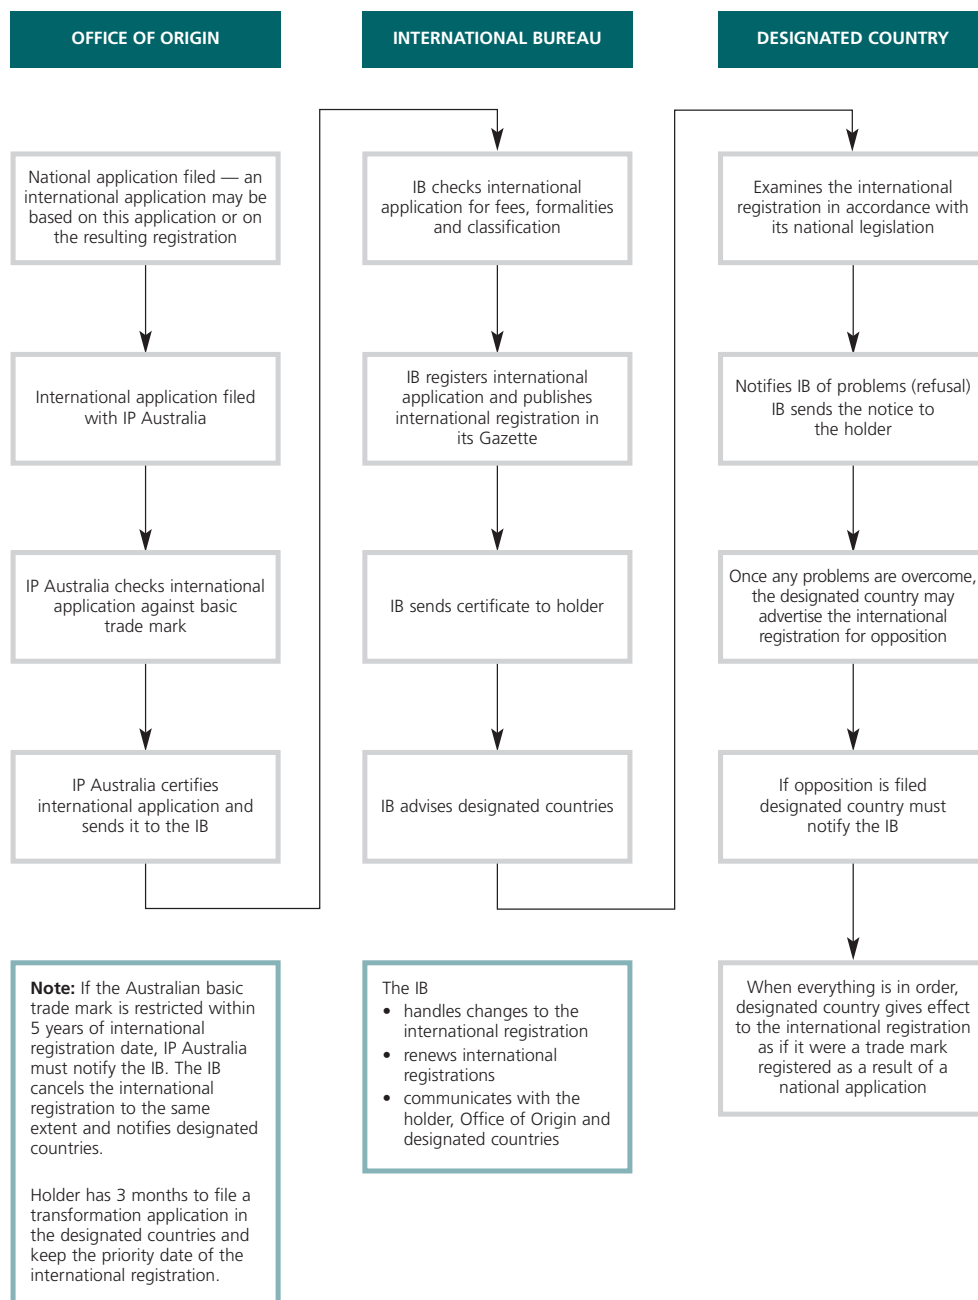 OFFICE OF ORIGIN
National application filed — an
international application may be
based on this application or on
the resulting registration
International application filed
with IP Australia
IP Australia checks international
application against basic
trade mark
IP Australia certifies
international application and
sends it to the IB
Note: If the Australian basic
trade mark is restricted within
5 years of international
registration date, IP Australia
must notify the IB. The IB
cancels the international
registration to the same
extent and notifies designated
countries.
Holder has 3 months to file a
transformation application in
the designated countries and
keep the priority date of the
international registration.
INTERNATIONAL BUREAU
IB checks international
application for fees, formalities
and classification
IB registers international
application and publishes
international registration in
its Gazette
IB sends certificate to holder
IB advises designated countries
The IB
• handles changes to the
international registration
• renews international
registrations
• communicates with the
holder, Office of Origin and
designated countries
DESIGNATED COUNTRY
Examines the international
registration in accordance with
its national legislation
Notifies IB of problems (refusal)
IB sends the notice to
the holder
Once any problems are overcome,
the designated country may
advertise the international
registration for opposition
If opposition is filed
designated country must
notify the IB
When everything is in order,
designated country gives effect
to the international registration
as if it were a trade mark
registered as a result of a
national application